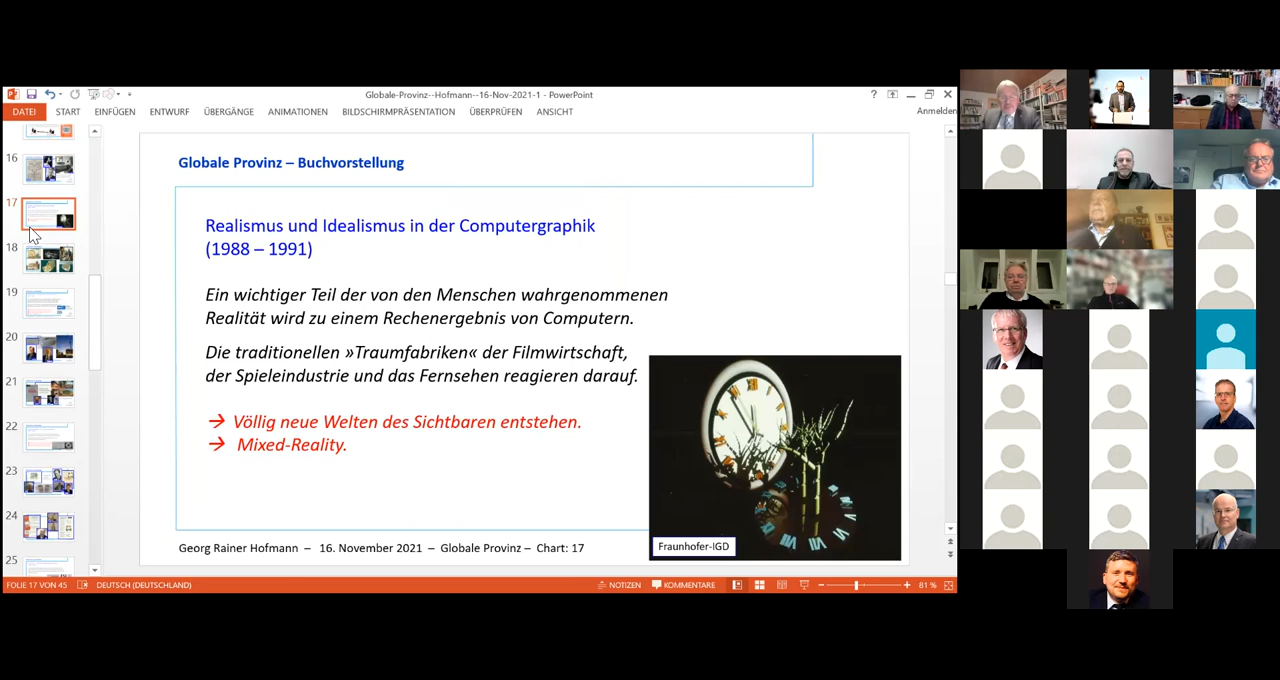 Globale-Provinz--Hofmann--16-Nov-2021-1 - PowerPoint
?
DATEI START EINFÜGEN ENTWURF ÜBERGÄNGE ANIMATIONEN BILDSCHIRMPRÄSENTATION ÜBERPRÜFEN ANSICHT Anmelden
16
17
18
19
20
21
22
23
24
25
Globale Provinz – Buchvorstellung
Realismus und Idealismus in der Computergraphik
(1988 – 1991)
Ein wichtiger Teil der von den Menschen wahrgenommenen
Realität wird zu einem Rechenergebnis von Computern.
Die traditionellen »Traumfabriken« der Filmwirtschaft,
der Spieleindustrie und das Fernsehen reagieren darauf.
→ Völlig neue Welten des Sichtbaren entstehen.
→ Mixed-Reality.
Fraunhofer-IGD
Georg Rainer Hofmann – 16. November 2021 – Globale Provinz – Chart: 17
FOLIE 17 VON 45 DEUTSCH (DEUTSCHLAND) NOTIZEN KOMMENTARE 81 %